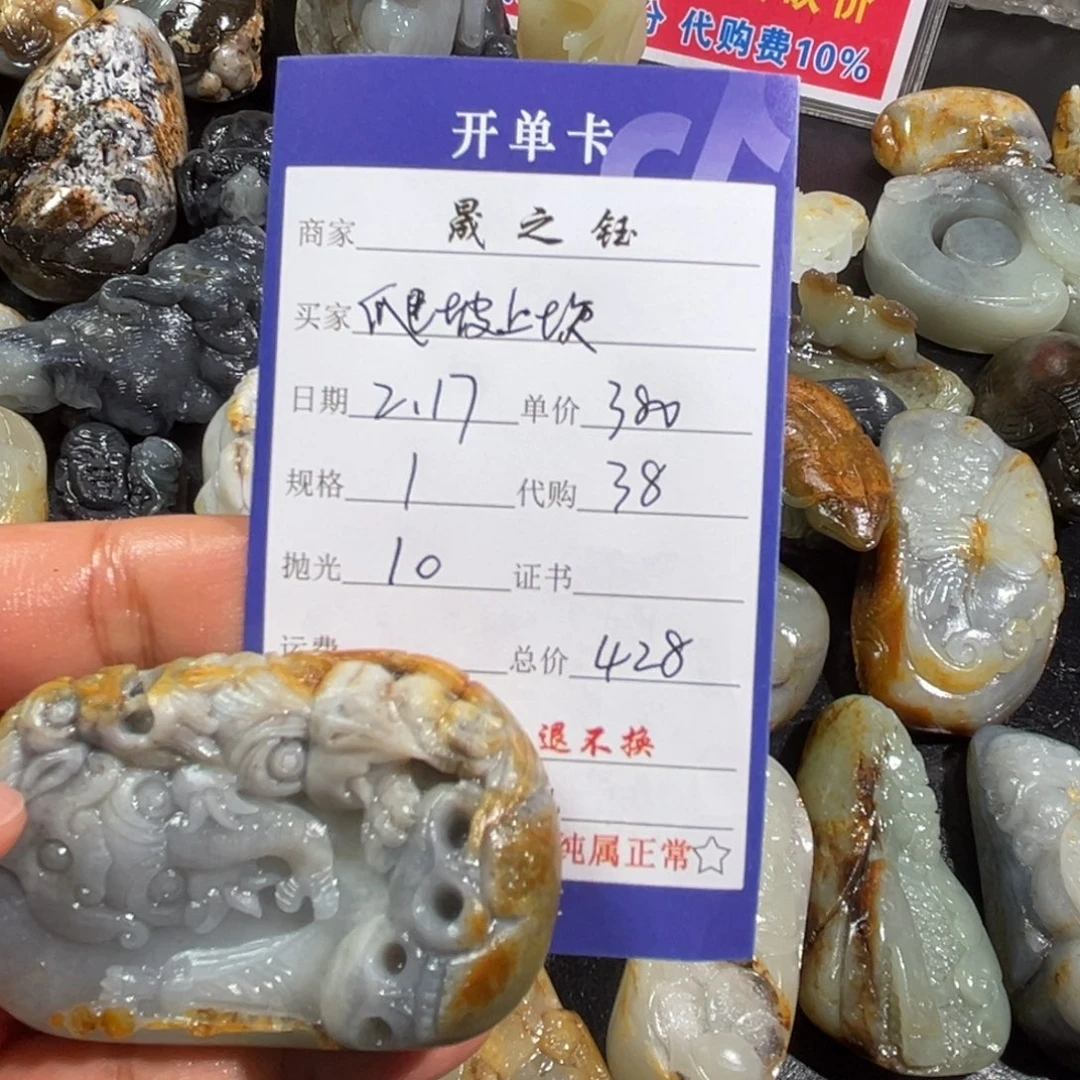 代购费10%
开单卡
商家 晟之钰
买家 爬坡上坎
日期 2.17 单价 380
规格 1 代购 38
抛光 10 证书
运费 总价 428
退不换
纯属正常☆